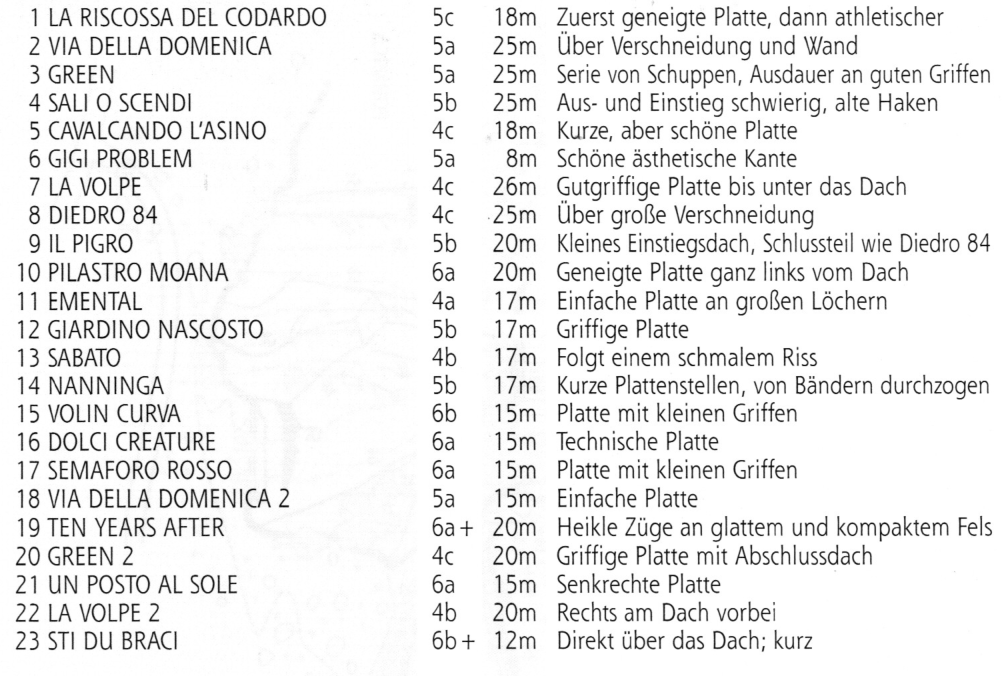 1 LA RISCOSSA DEL CODARDO 5c 18m Zuerst geneigte Platte, dann athletischer
2 VIA DELLA DOMENICA 5a 25m Über Verschneidung und Wand
3 GREEN 5a 25m Serie von Schuppen, Ausdauer an guten Griffen
4 SALI O SCENDI 5b 25m Aus- und Einstieg schwierig, alte Haken
5 CAVALCANDO L'ASINO 4c 18m Kurze, aber schöne Platte
6 GIGI PROBLEM 5a 8m Schöne ästhetische Kante
7 LA VOLPE 4c 26m Gutgriffige Platte bis unter das Dach
8 DIEDRO 84 4c 25m Über große Verschneidung
9 IL PIGRO 5b 20m Kleines Einstiegsdach, Schlussteil wie Diedro 84
10 PILASTRO MOANA 6a 20m Geneigte Platte ganz links vom Dach
11 EMENTAL 4a 17m Einfache Platte an großen Löchern
12 GIARDINO NASCOSTO 5b 17m Griffige Platte
13 SABATO 4b 17m Folgt einem schmalem Riss
14 NANNINGA 5b 17m Kurze Plattenstellen, von Bändern durchzogen
15 VOLIN CURVA 6b 15m Platte mit kleinen Griffen
16 DOLCI CREATURE 6a 15m Technische Platte
17 SEMAFORO ROSSO 6a 15m Platte mit kleinen Griffen
18 VIA DELLA DOMENICA 2 5a 15m Einfache Platte
19 TEN YEARS AFTER 6a+ 20m Heikle Züge an glattem und kompaktem Fels
20 GREEN 2 4c 20m Griffige Platte mit Abschlussdach
21 UN POSTO AL SOLE 6a 15m Senkrechte Platte
22 LA VOLPE 2 4b 20m Rechts am Dach vorbei
23 STI DU BRACI 6b+ 12m Direkt über das Dach; kurz